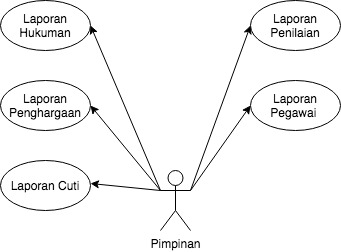 Laporan
Hukuman
Laporan
Penilaian
Laporan
Penghargaan
Laporan
Pegawai
Laporan Cuti
Pimpinan